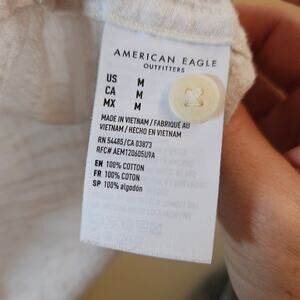 AMERICAN EAGLE
OUTFITTERS
US M
CA M
MX M
MADE IN VIETNAM / FABRIQUÉ AU
VIETNAM / HECHO EN VIETNAM
RN 54485/CA 03873
RFC# AEM120605U9A
EN 100% COTTON
FR 100% COTON
SP 100% algodón